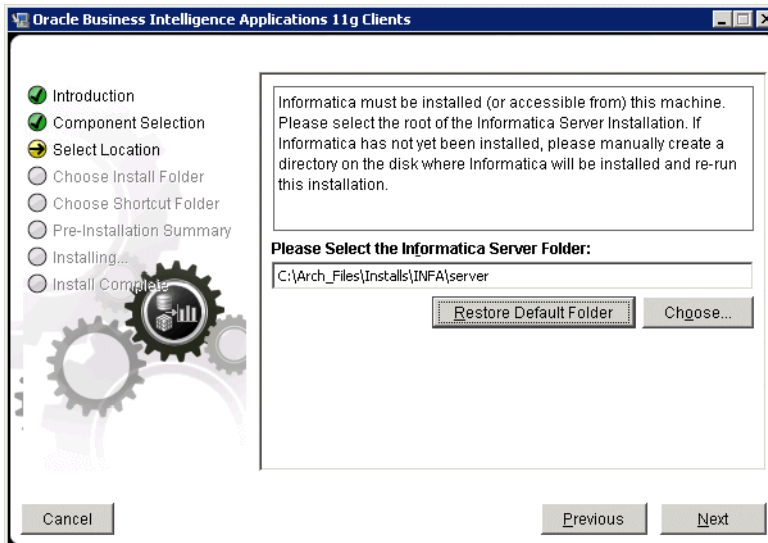 Oracle Business Intelligence Applications 11g Clients
Introduction
Component Selection
Select Location
Choose Install Folder
Choose Shortcut Folder
Pre-Installation Summary
Installing...
Install Complete
Informatica must be installed (or accessible from) this machine.
Please select the root of the Informatica Server Installation. If
Informatica has not yet been installed, please manually create a
directory on the disk where Informatica will be installed and re-run
this installation.
Please Select the Informatica Server Folder:
C:\Arch_Files\Installs\INFA\server
Restore Default Folder
Choose...
Cancel
Previous
Next